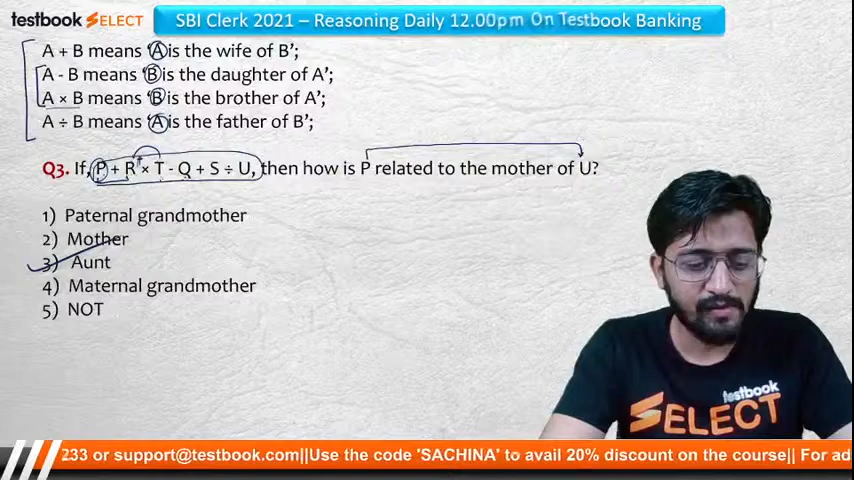 testbook SELECT
SBI Clerk 2021 – Reasoning Daily 12.00pm On Testbook Banking
A + B means ‘A is the wife of B’;
A - B means ‘B is the daughter of A’;
A × B means ‘B is the brother of A’;
A ÷ B means ‘A is the father of B’;
Q3. If, P + R × T - Q + S ÷ U, then how is P related to the mother of U?
1) Paternal grandmother
2) Mother
3) Aunt
4) Maternal grandmother
5) NOT
testbook
SELECT
233 or support@testbook.com||Use the code 'SACHINA' to avail 20% discount on the course|| For ad